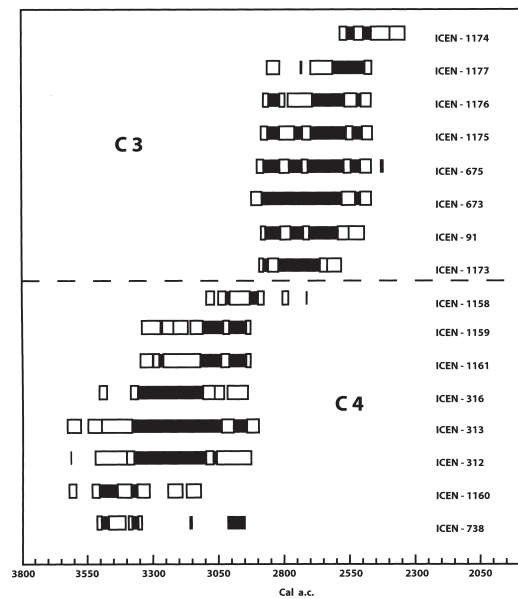 ICEN - 1174
ICEN - 1177
ICEN - 1176
C 3
ICEN - 1175
ICEN - 675
ICEN - 673
ICEN - 91
ICEN - 1173
ICEN - 1158
ICEN - 1159
ICEN - 1161
ICEN - 316
C 4
ICEN - 313
ICEN - 312
ICEN - 1160
ICEN - 738
3800 3550 3300 3050 2800 2550 2300 2050
Cal a.c.